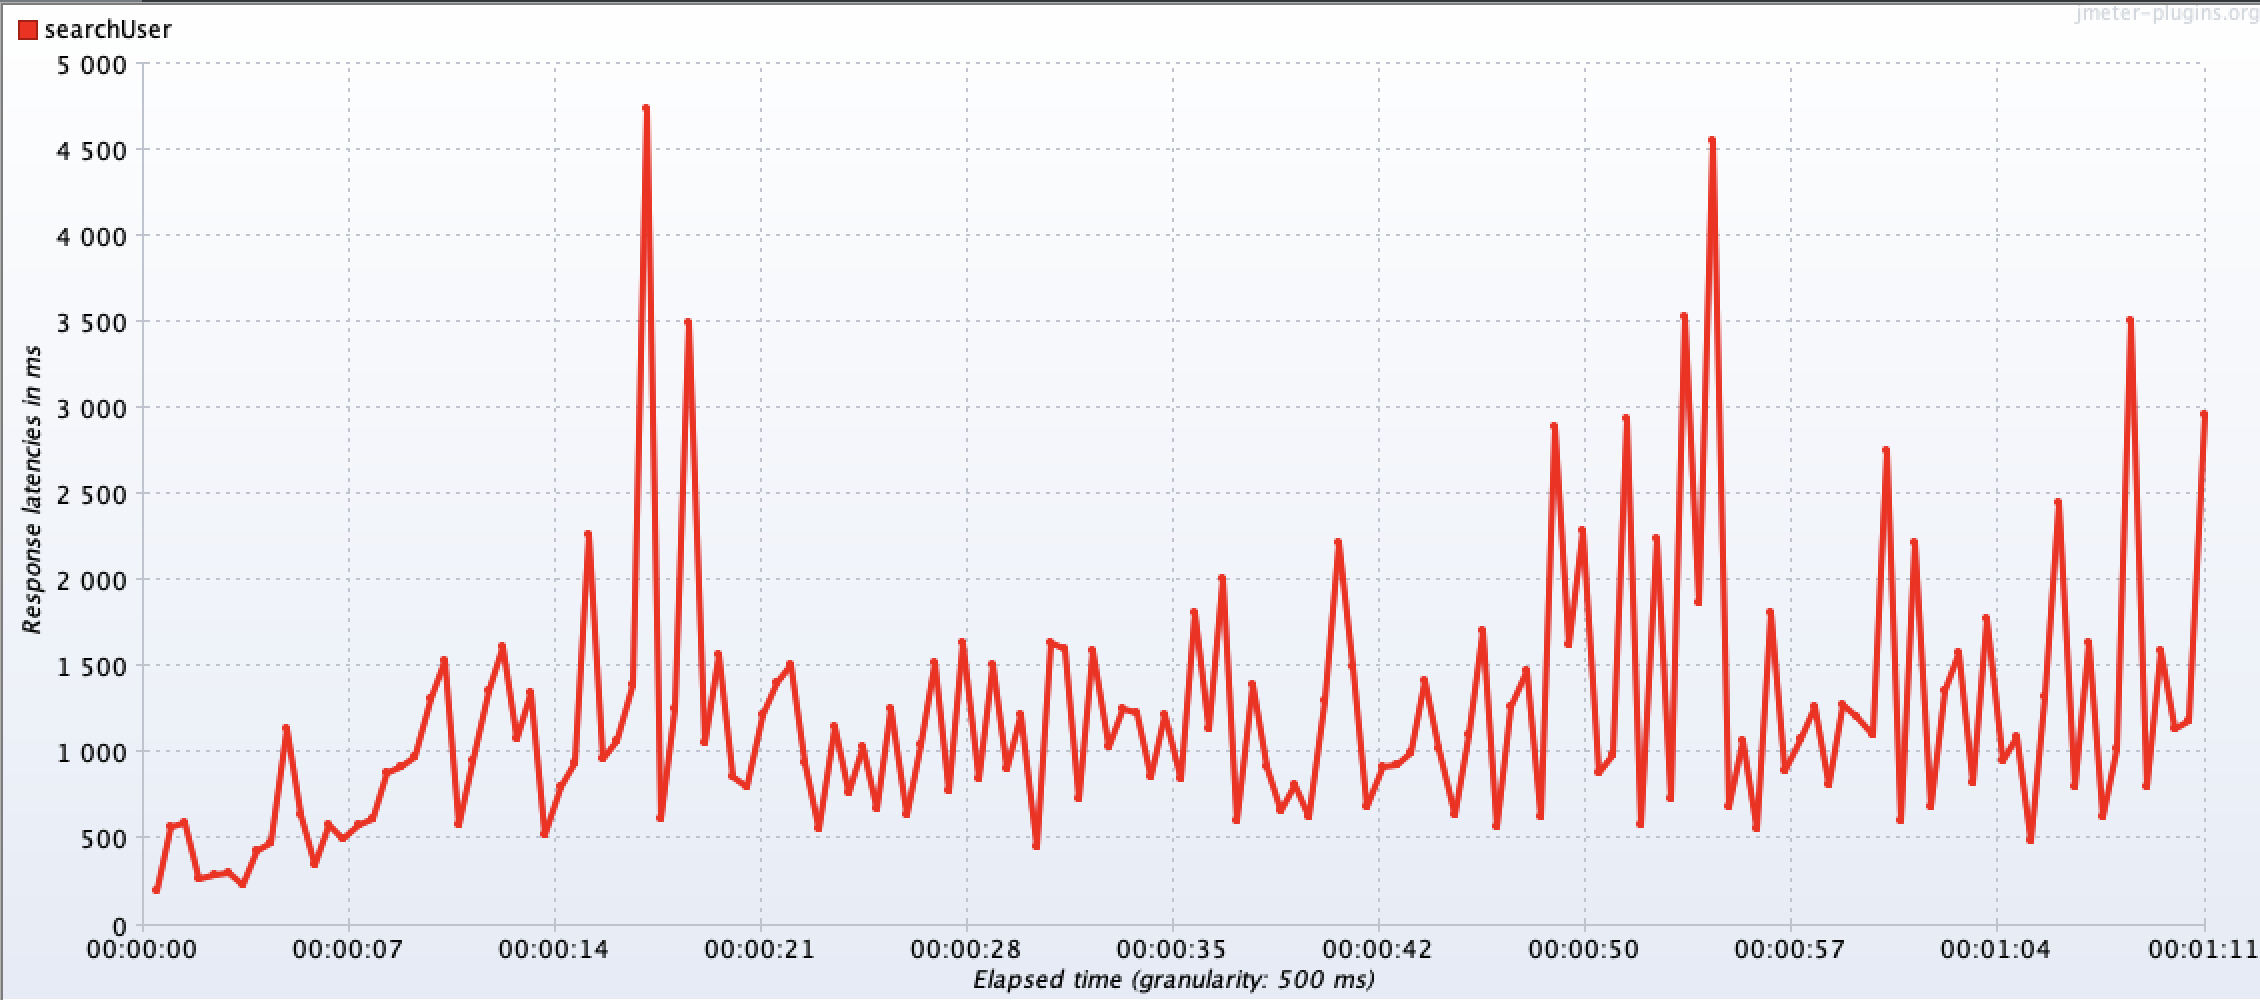 jmeter-plugins.org
searchUser
5 000
4 500
4 000
3 500
3 000
2 500
2 000
1 500
1 000
500
0
Response latencies in ms
00:00:00 00:00:07 00:00:14 00:00:21 00:00:28 00:00:35 00:00:42 00:00:50 00:00:57 00:01:04 00:01:11
Elapsed time (granularity: 500 ms)